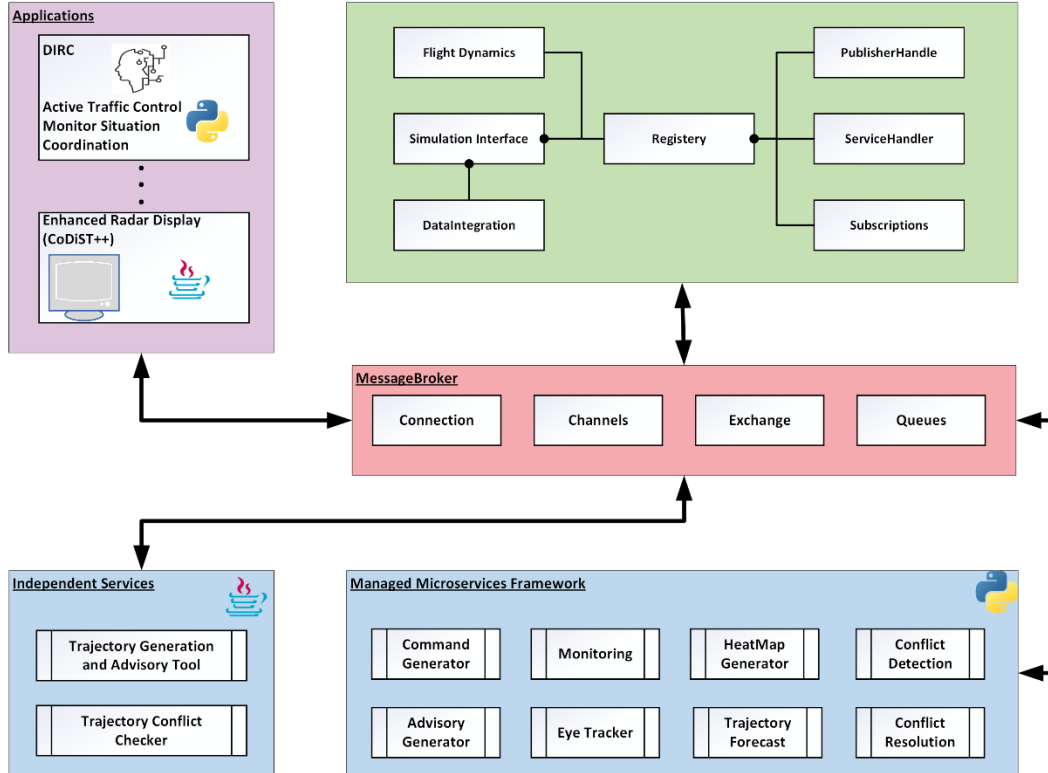 Applications
DIRC
Active Traffic Control
Monitor Situation
Coordination
Enhanced Radar Display
(CoDiST++)
Flight Dynamics
PublisherHandle
Simulation Interface
Registery
ServiceHandler
DataIntegration
Subscriptions
MessageBroker
Connection
Channels
Exchange
Queues
Independent Services
Trajectory Generation
and Advisory Tool
Trajectory Conflict
Checker
Managed Microservices Framework
Command
Generator
Monitoring
HeatMap
Generator
Conflict
Detection
Advisory
Generator
Eye Tracker
Trajectory
Forecast
Conflict
Resolution